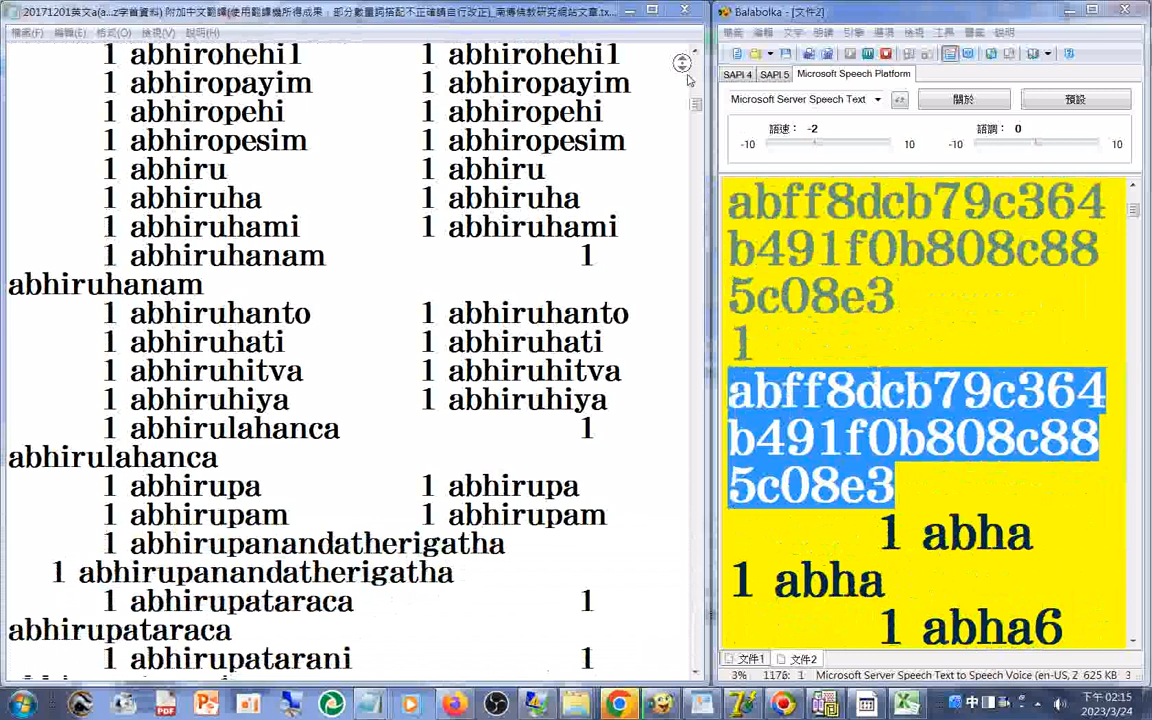 20171201英文a(a...z字首資料) 附加中文翻譯(使用翻譯機所得成果，部分數量詞搭配不正確請自行改正)_南傳佛教研究網站文章.tx...
檔案(F) 編輯(E) 格式(O) 檢視(V) 說明(H)
1 abhirohehi1 1 abhirohehi1
1 abhiropayim 1 abhiropayim
1 abhiropehi 1 abhiropehi
1 abhiropesim 1 abhiropesim
1 abhiru 1 abhiru
1 abhiruha 1 abhiruha
1 abhiruhami 1 abhiruhami
1 abhiruhanam 1
abhiruhanam
1 abhiruhanto 1 abhiruhanto
1 abhiruhati 1 abhiruhati
1 abhiruhitva 1 abhiruhitva
1 abhiruhiya 1 abhiruhiya
1 abhirulahanca 1
abhirulahanca
1 abhirupa 1 abhirupa
1 abhirupam 1 abhirupam
1 abhirupanandatherigatha
1 abhirupanandatherigatha
1 abhirupataraca 1
abhirupataraca
1 abhirupatarani 1
Balabolka - [文件2]
SAPI 4 SAPI 5 Microsoft Speech Platform
Microsoft Server Speech Text 關於 預設
語速： -2 語調： 0
-10 10 -10 10
abff8dcb79c364
b491f0b808c88
5c08e3
1
abff8dcb79c364
b491f0b808c88
5c08e3
1 abha
1 abha
1 abha6
文件1 文件2
3% 1176: 1 Microsoft Server Speech Text to Speech Voice (en-US, Z 625 KB 3
中
下午 02:15
2023/3/24